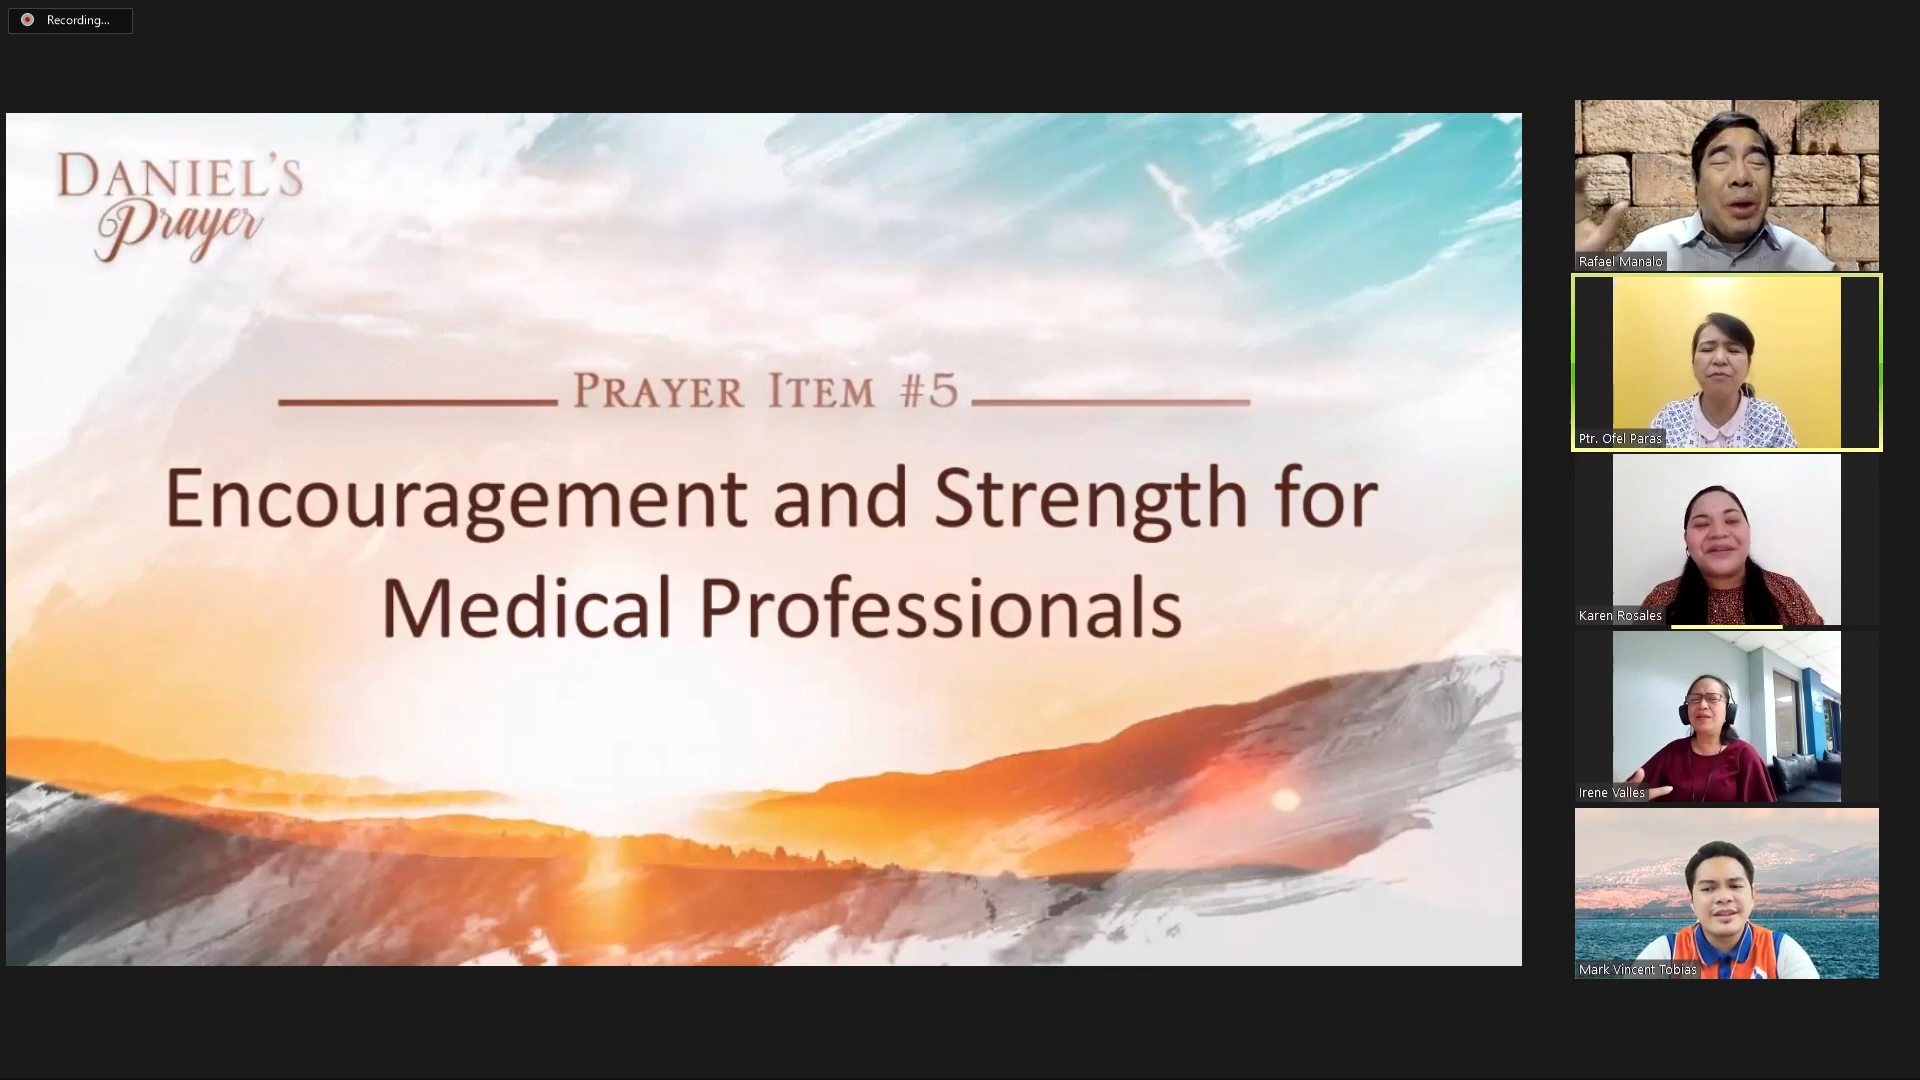 Recording...
DANIEL'S
Prayer
PRAYER ITEM #5
Encouragement and Strength for
Medical Professionals
Rafael Manalo
Ptr. Ofel Paras
Karen Rosales
Irene Valles
Mark Vincent Tobias